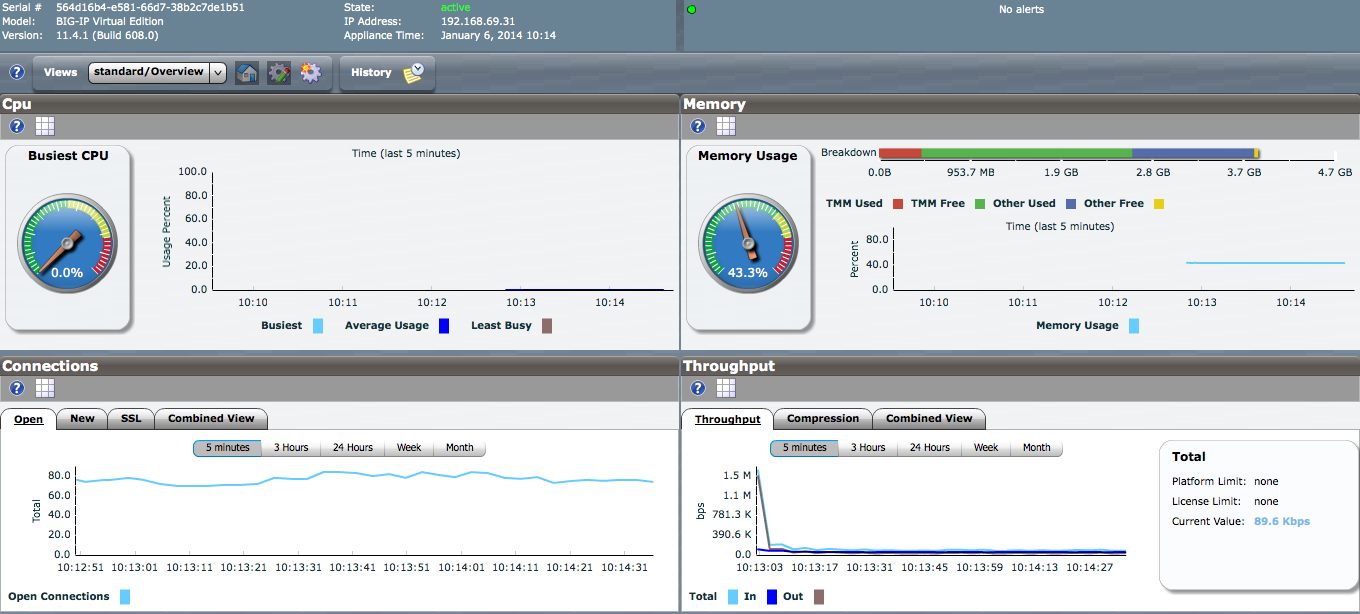 Serial # 564d16b4-e581-66d7-38b2c7de1b51 State: active No alerts
Model: BIG-IP Virtual Edition IP Address: 192.168.69.31
Version: 11.4.1 (Build 608.0) Appliance Time: January 6, 2014 10:14
? Views standard/Overview History
Cpu
?
Busiest CPU
0.0%
Time (last 5 minutes)
Usage Percent
100.0
80.0
60.0
40.0
20.0
0.0
10:10 10:11 10:12 10:13 10:14
Busiest Average Usage Least Busy
Memory
?
Memory Usage
43.3%
Breakdown
0.0B 953.7 MB 1.9 GB 2.8 GB 3.7 GB 4.7 GB
TMM Used TMM Free Other Used Other Free
Time (last 5 minutes)
Percent
80.0
40.0
0.0
10:10 10:11 10:12 10:13 10:14
Memory Usage
Connections
?
Open New SSL Combined View
5 minutes 3 Hours 24 Hours Week Month
Total
80.0
60.0
40.0
20.0
0.0
10:12:51 10:13:01 10:13:11 10:13:21 10:13:31 10:13:41 10:13:51 10:14:01 10:14:11 10:14:21 10:14:31
Open Connections
Throughput
?
Throughput Compression Combined View
5 minutes 3 Hours 24 Hours Week Month
bps
1.5 M
1.1 M
781.3 K
390.6 K
0.0
10:13:03 10:13:17 10:13:31 10:13:45 10:13:59 10:14:13 10:14:27
Total In Out
Total
Platform Limit: none
License Limit: none
Current Value: 89.6 Kbps